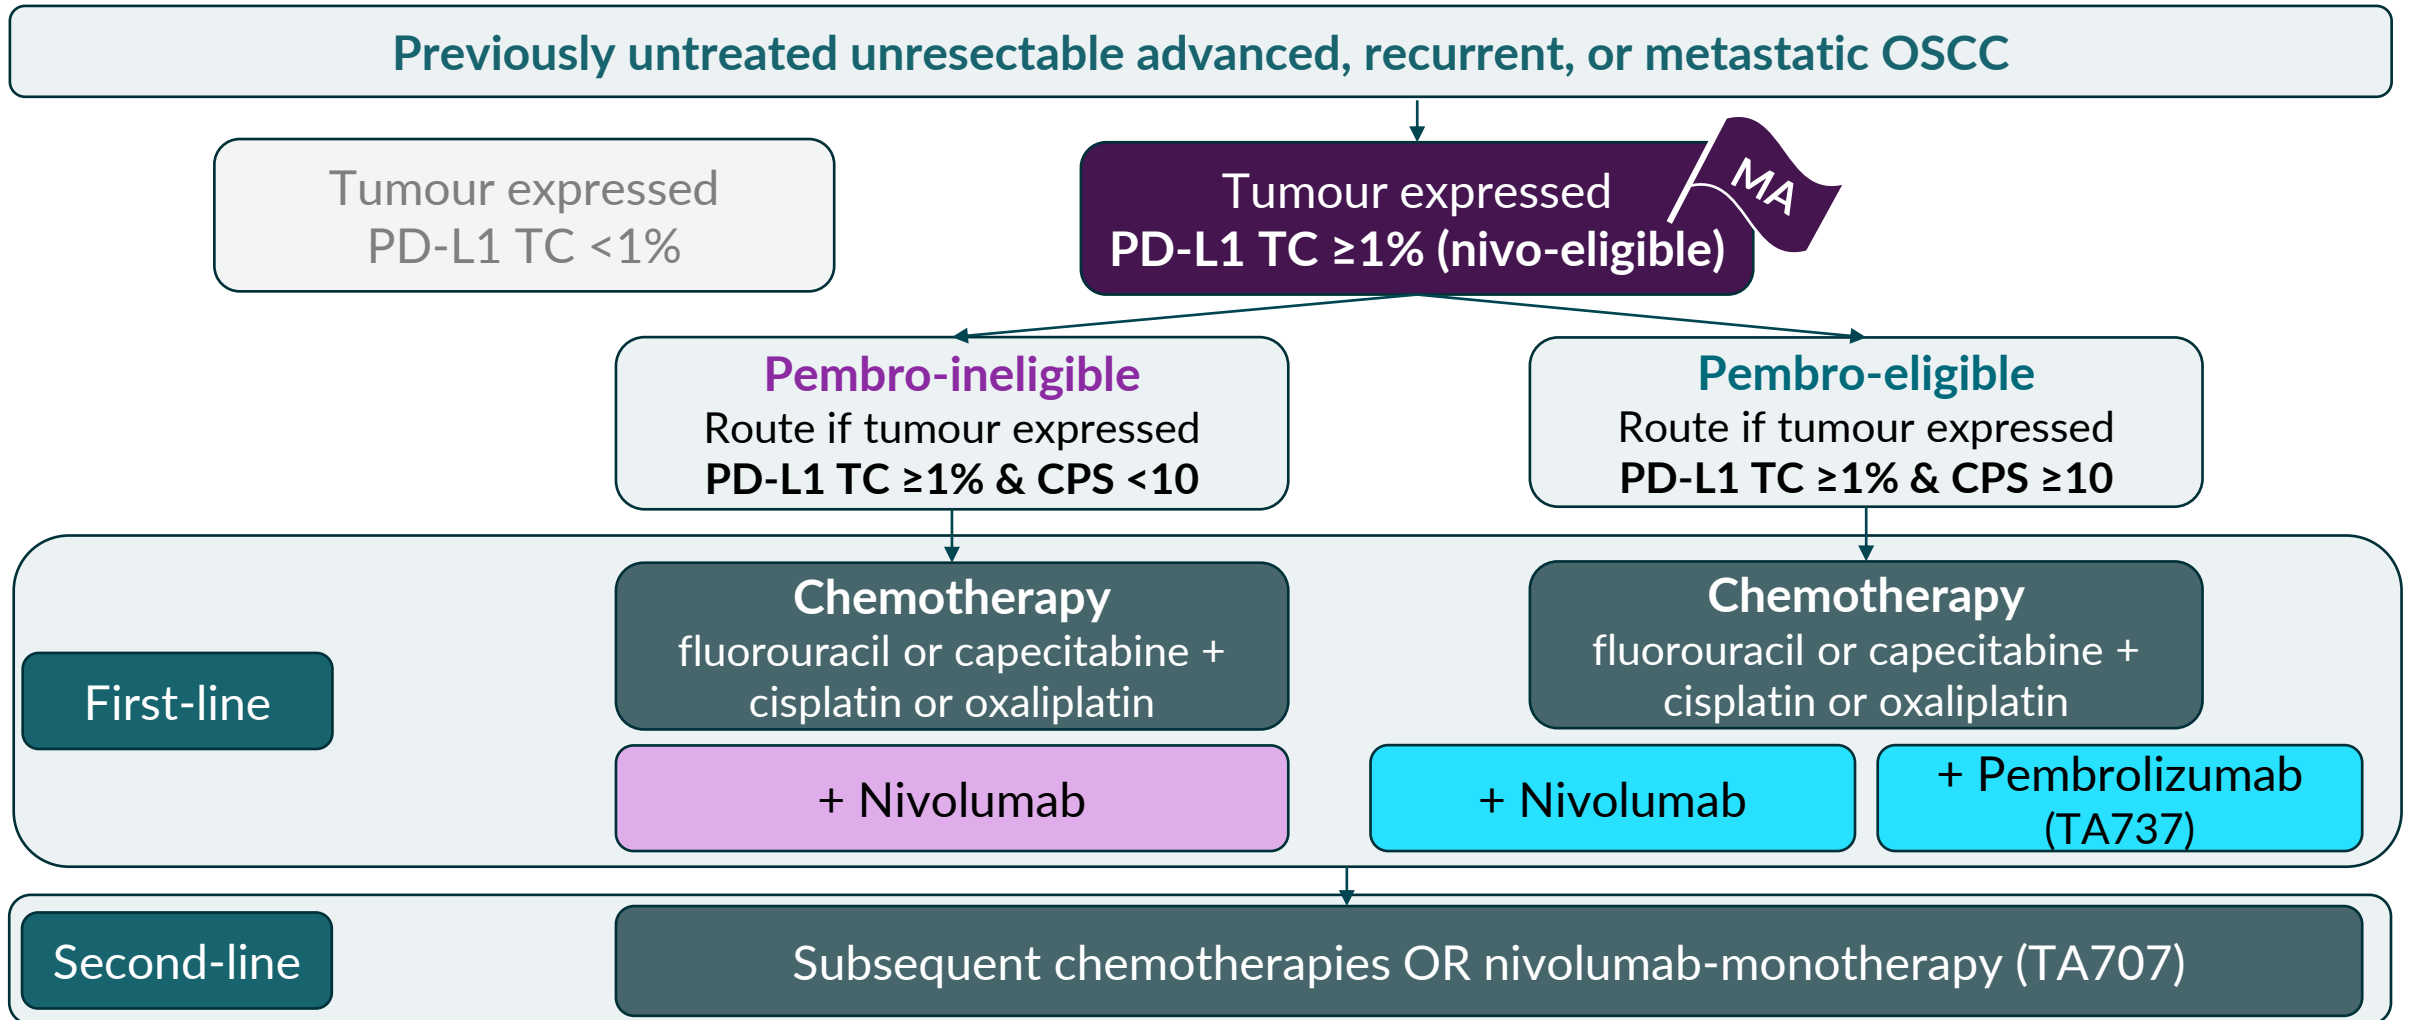 Previously untreated unresectable advanced, recurrent, or metastatic OSCC
Tumour expressed
PD-L1 TC <1%
Tumour expressed
PD-L1 TC ≥1% (nivo-eligible)
MA
Pembro-ineligible
Route if tumour expressed
PD-L1 TC ≥1% & CPS <10
Pembro-eligible
Route if tumour expressed
PD-L1 TC ≥1% & CPS ≥10
First-line
Chemotherapy
fluorouracil or capecitabine +
cisplatin or oxaliplatin
Chemotherapy
fluorouracil or capecitabine +
cisplatin or oxaliplatin
+ Nivolumab
+ Nivolumab
+ Pembrolizumab
(TA737)
Second-line
Subsequent chemotherapies OR nivolumab-monotherapy (TA707)